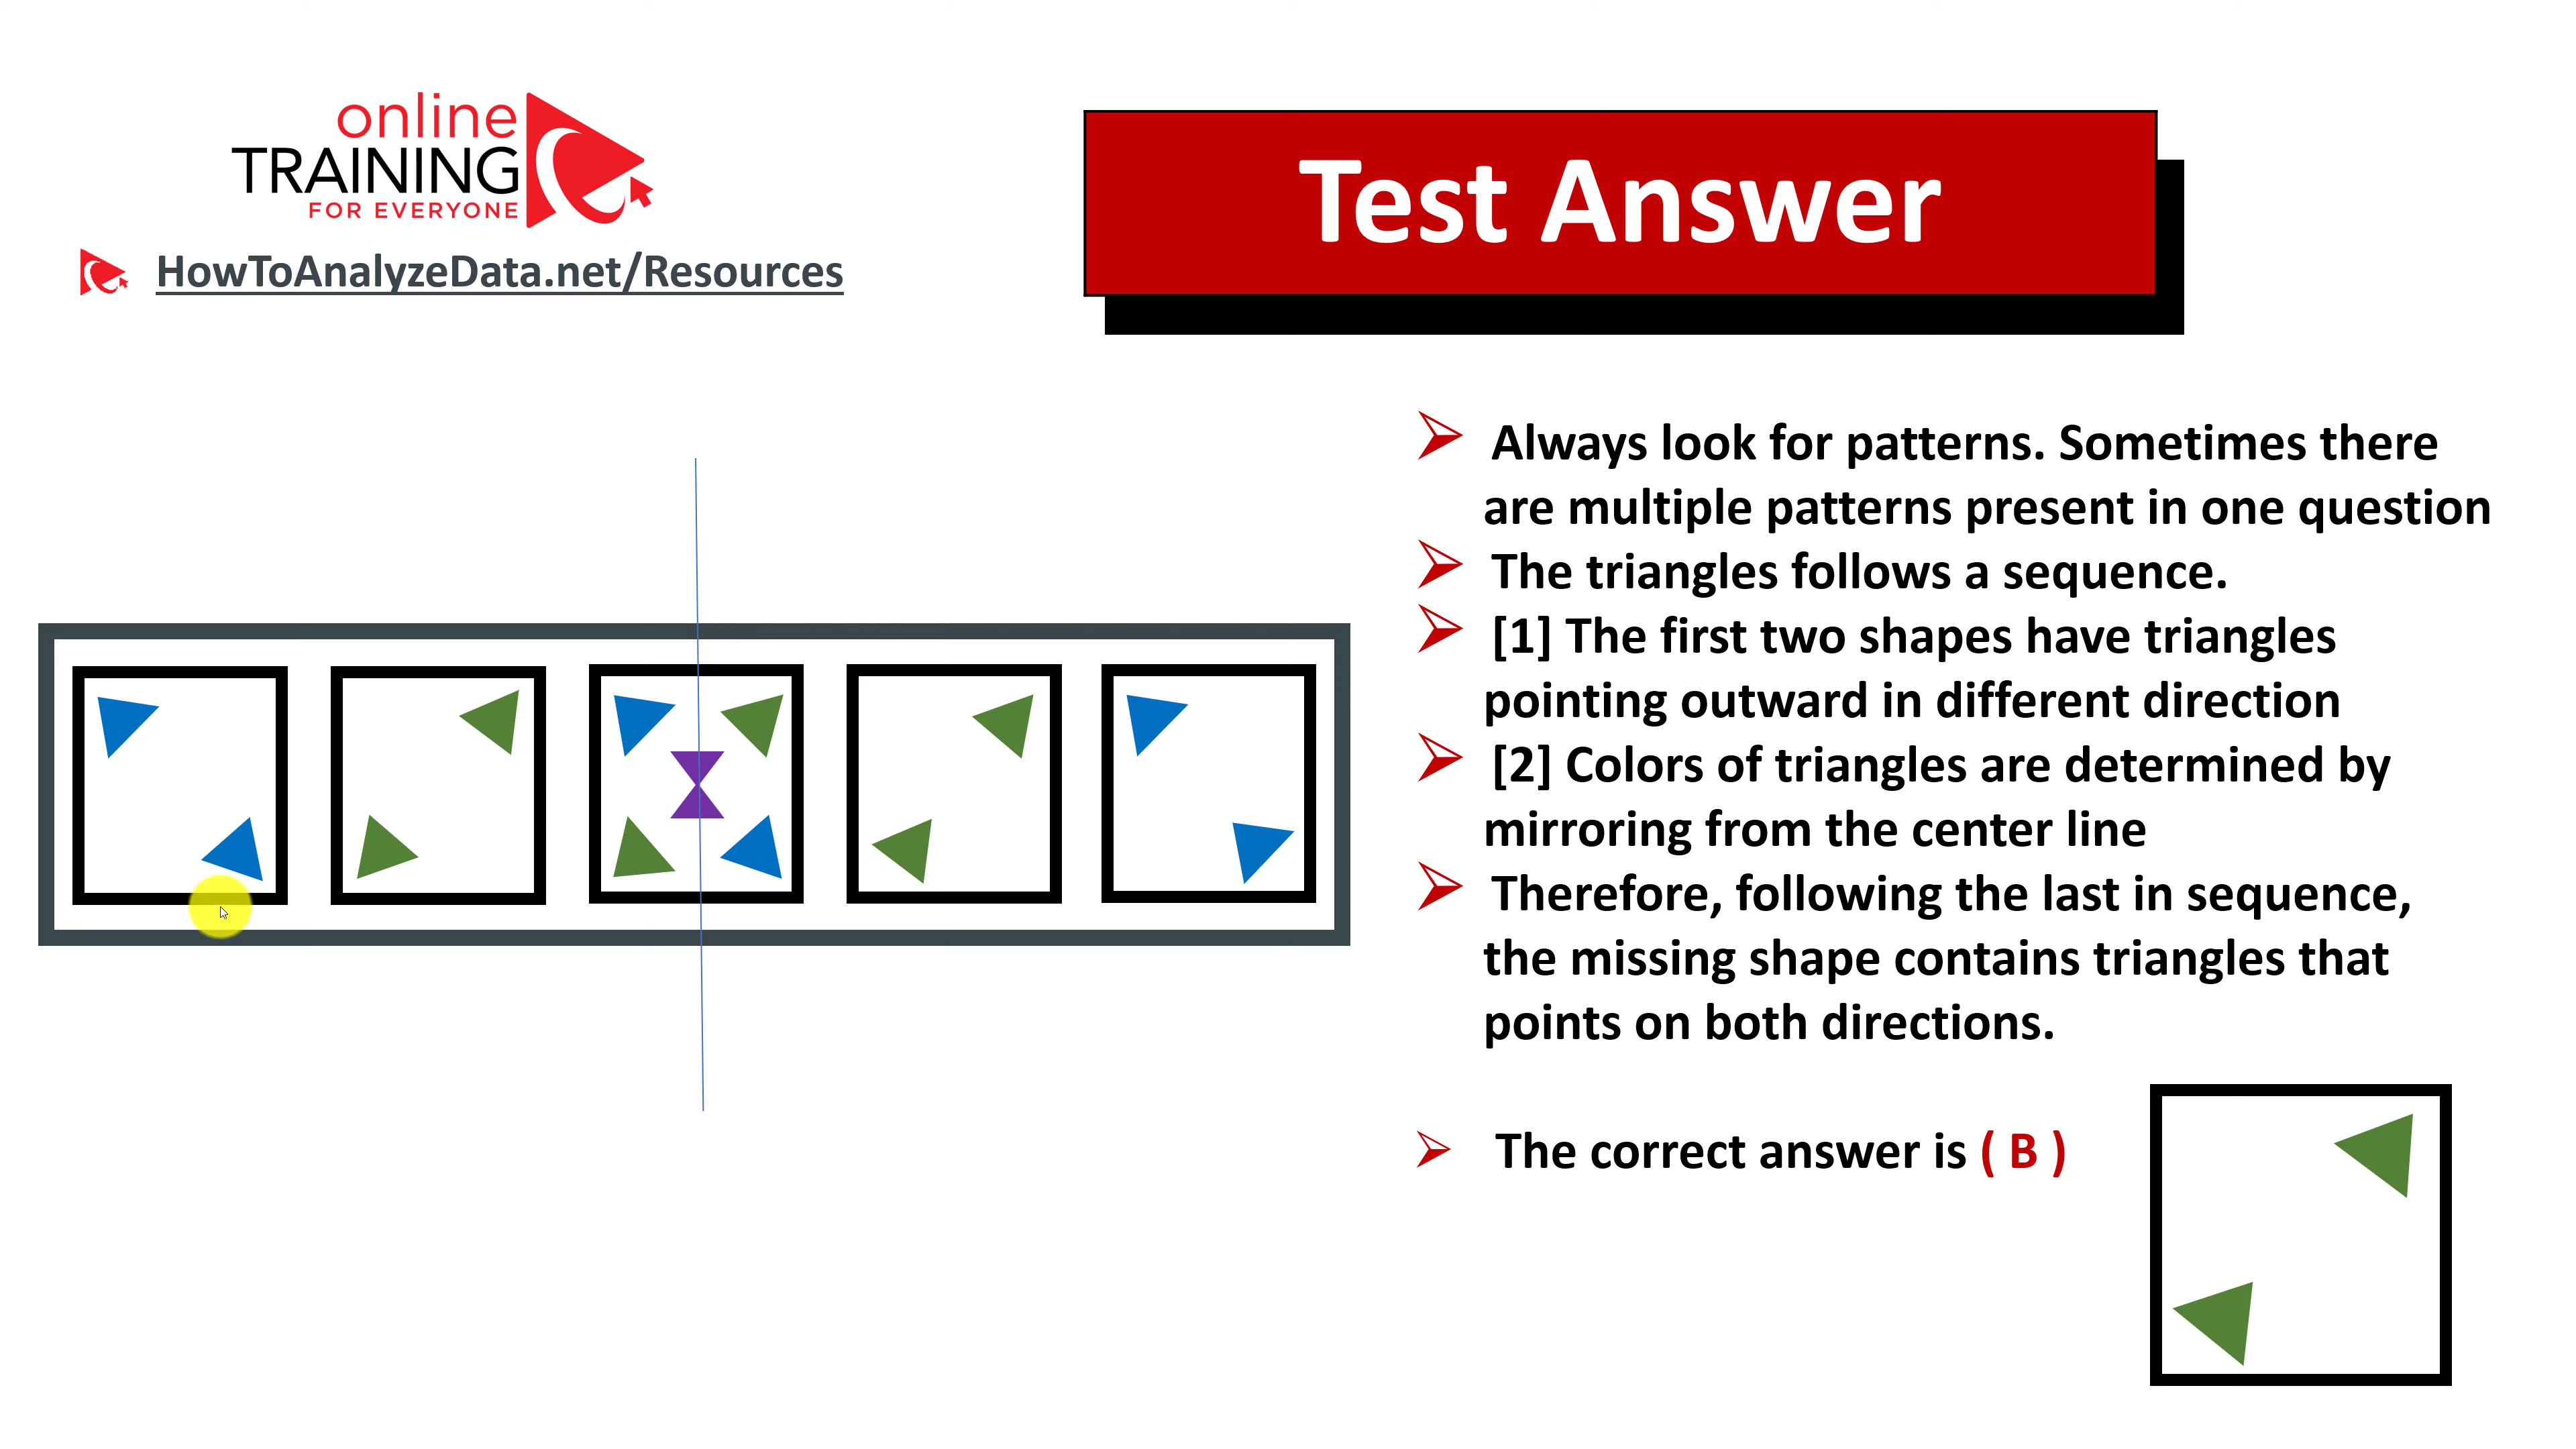 online
TRAINING
FOR EVERYONE
HowToAnalyzeData.net/Resources
Test Answer
Always look for patterns. Sometimes there
are multiple patterns present in one question
The triangles follows a sequence.
[1] The first two shapes have triangles
pointing outward in different direction
[2] Colors of triangles are determined by
mirroring from the center line
Therefore, following the last in sequence,
the missing shape contains triangles that
points on both directions.
The correct answer is ( B )